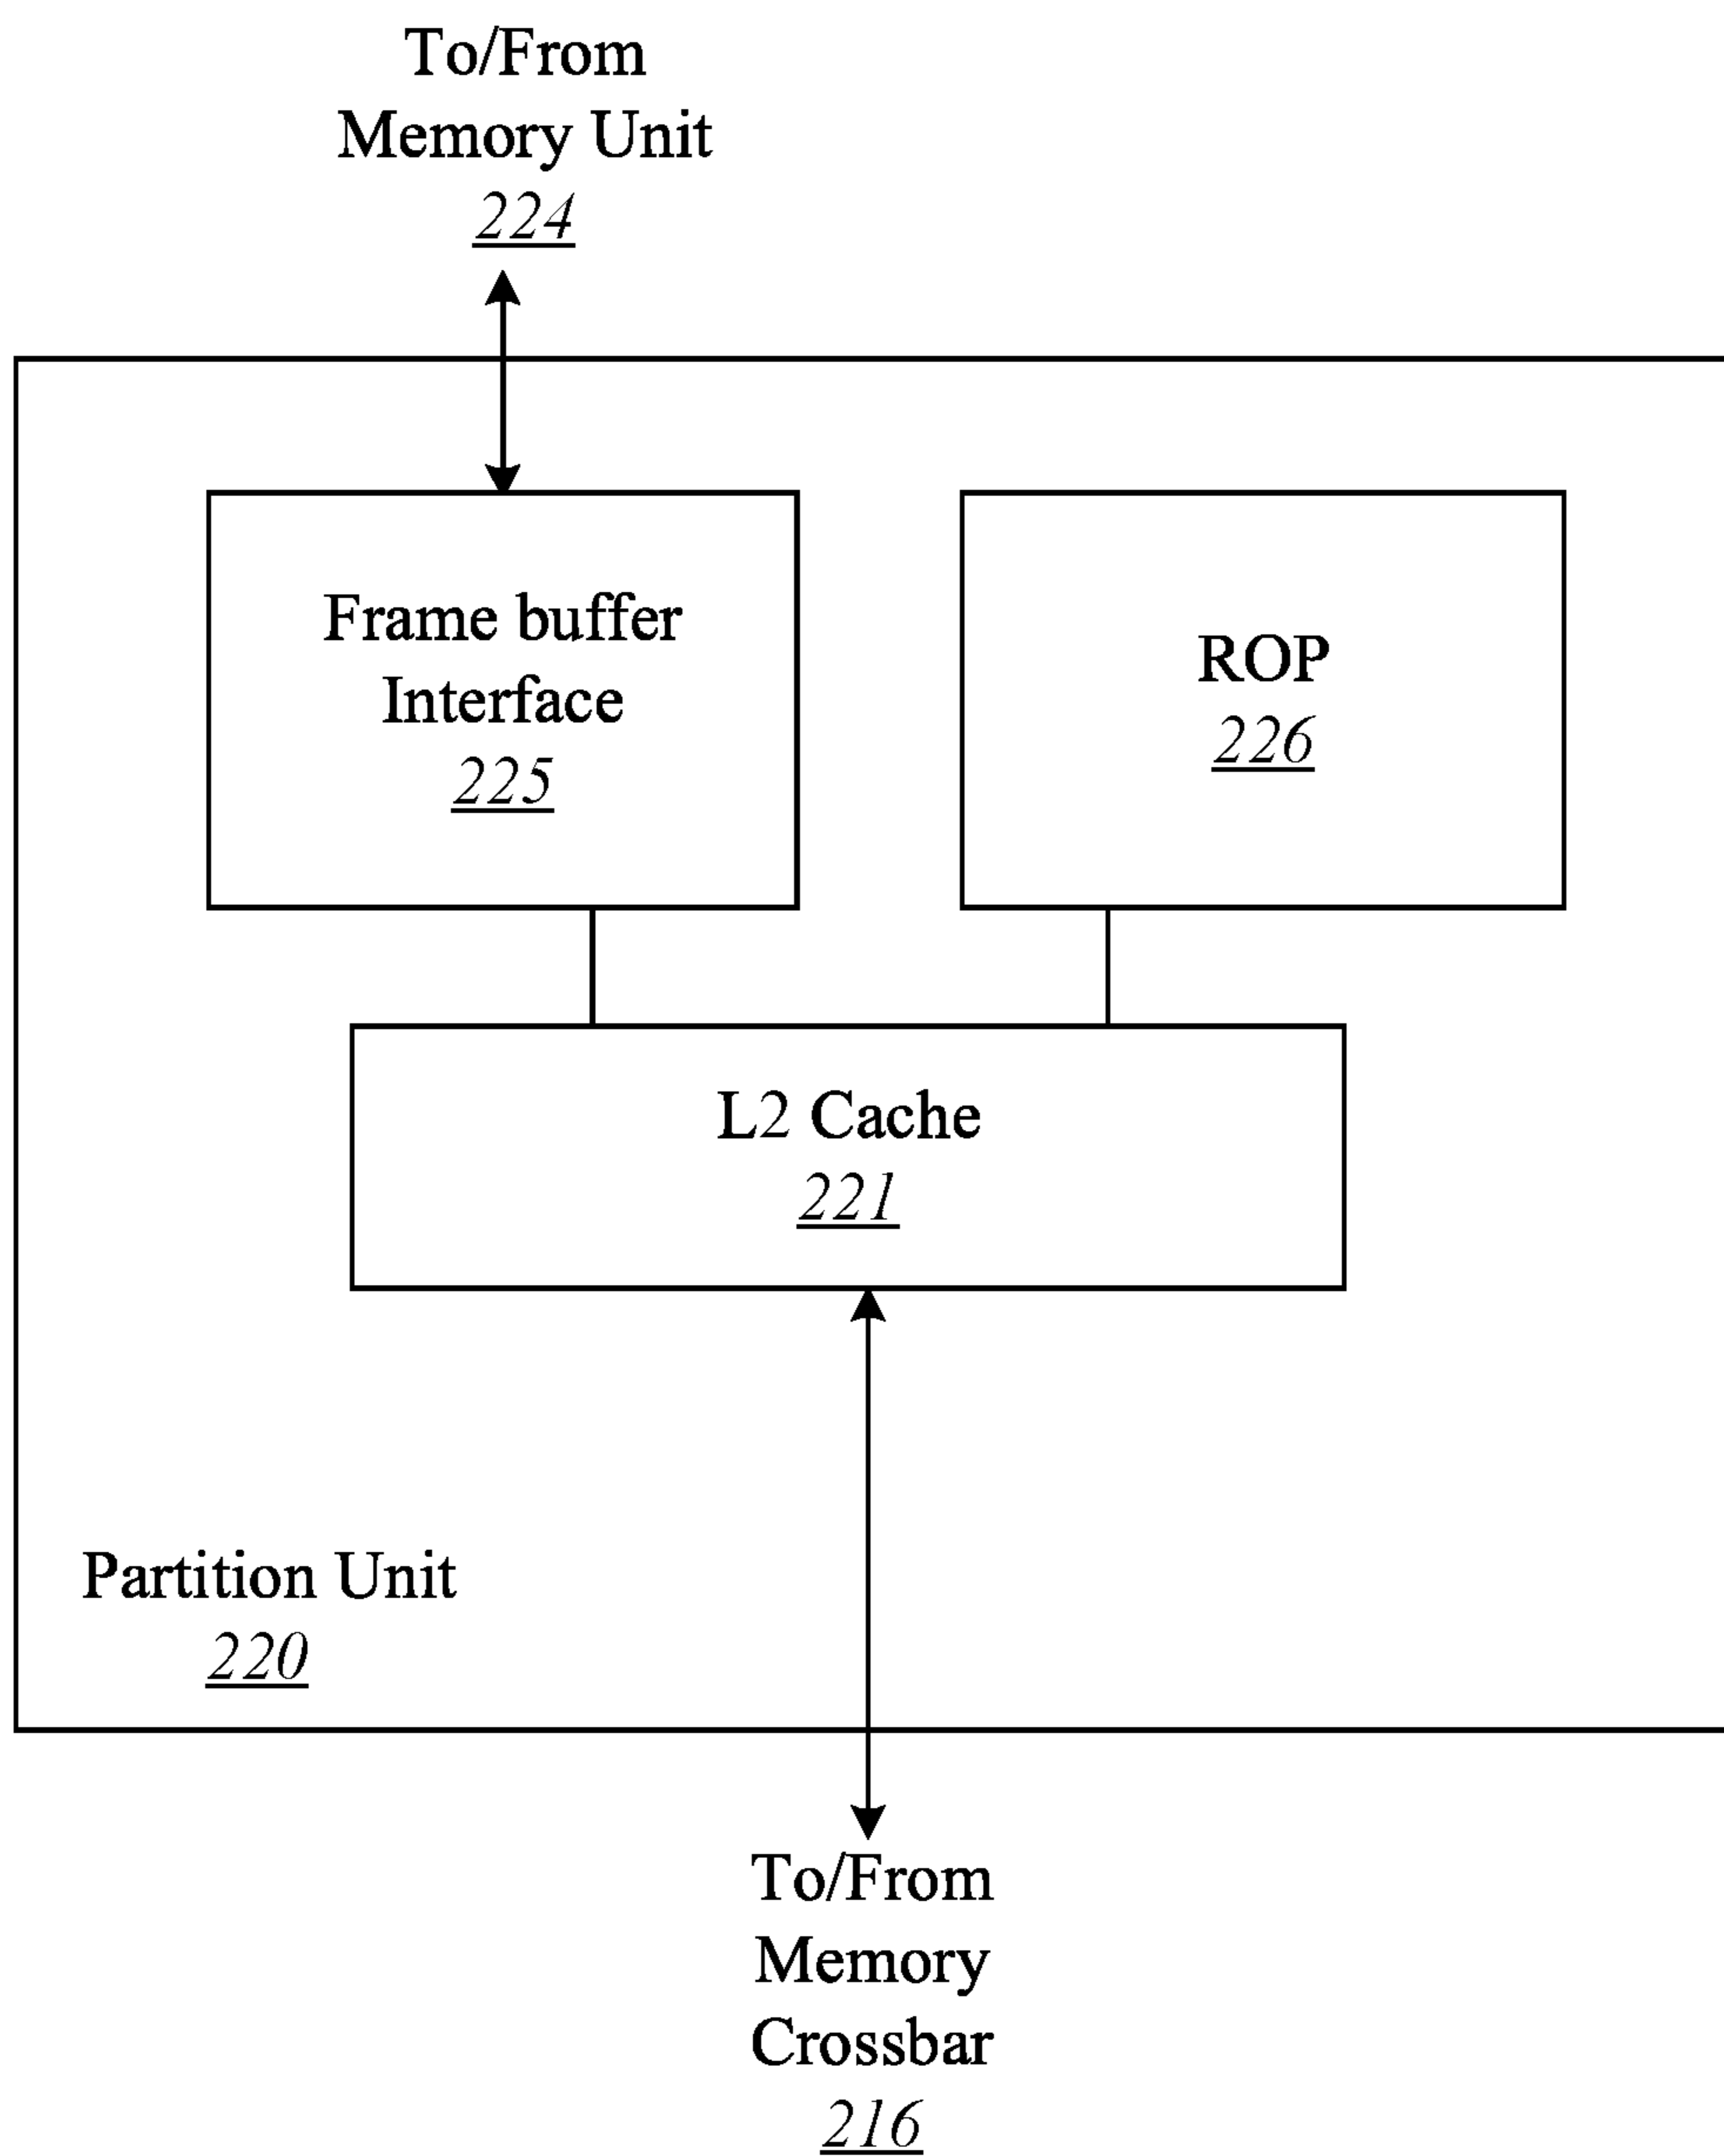 To/From
Memory Unit
224
Frame buffer
Interface
225
ROP
226
L2 Cache
221
Partition Unit
220
To/From
Memory
Crossbar
216